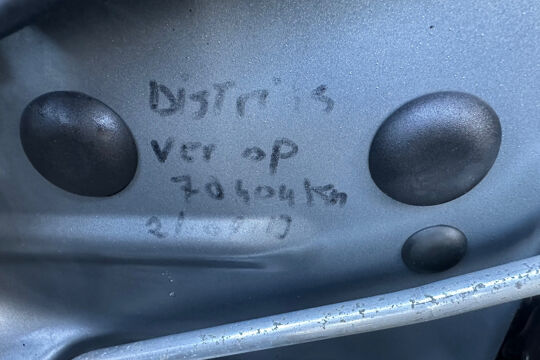 Distri is
ver op
70404 km